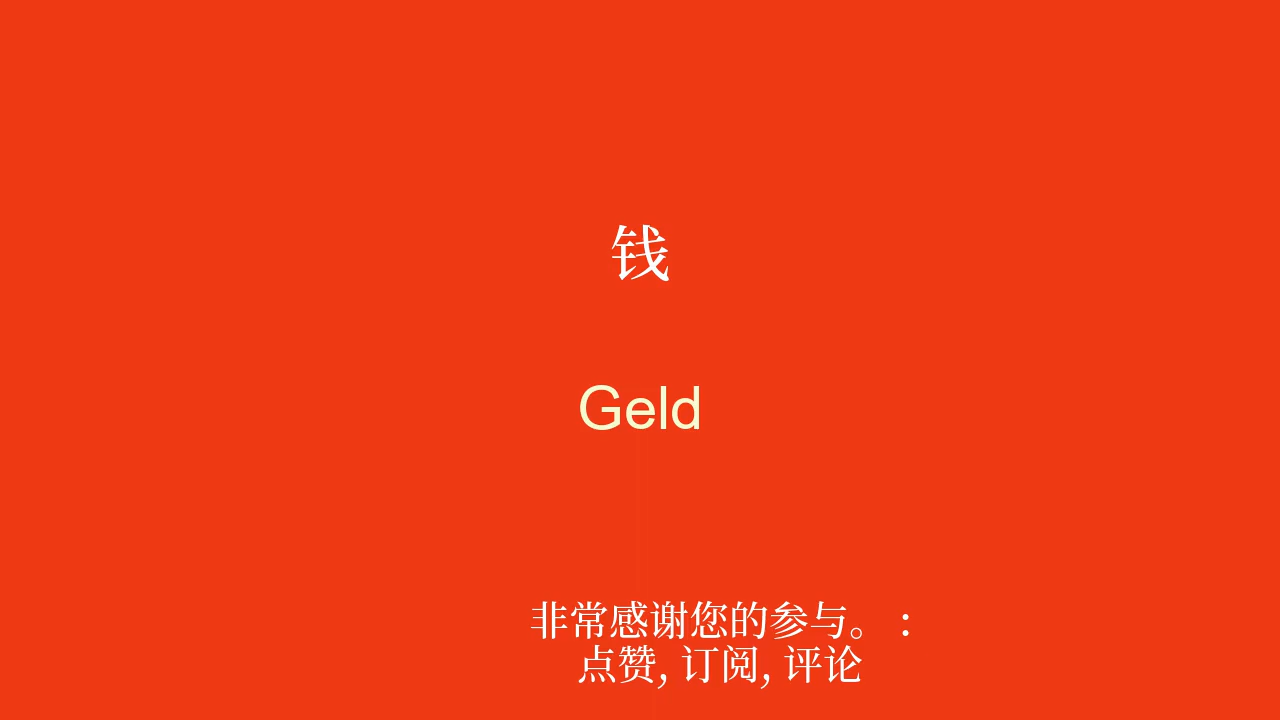 钱
Geld
非常感谢您的参与。 :
点赞, 订阅, 评论